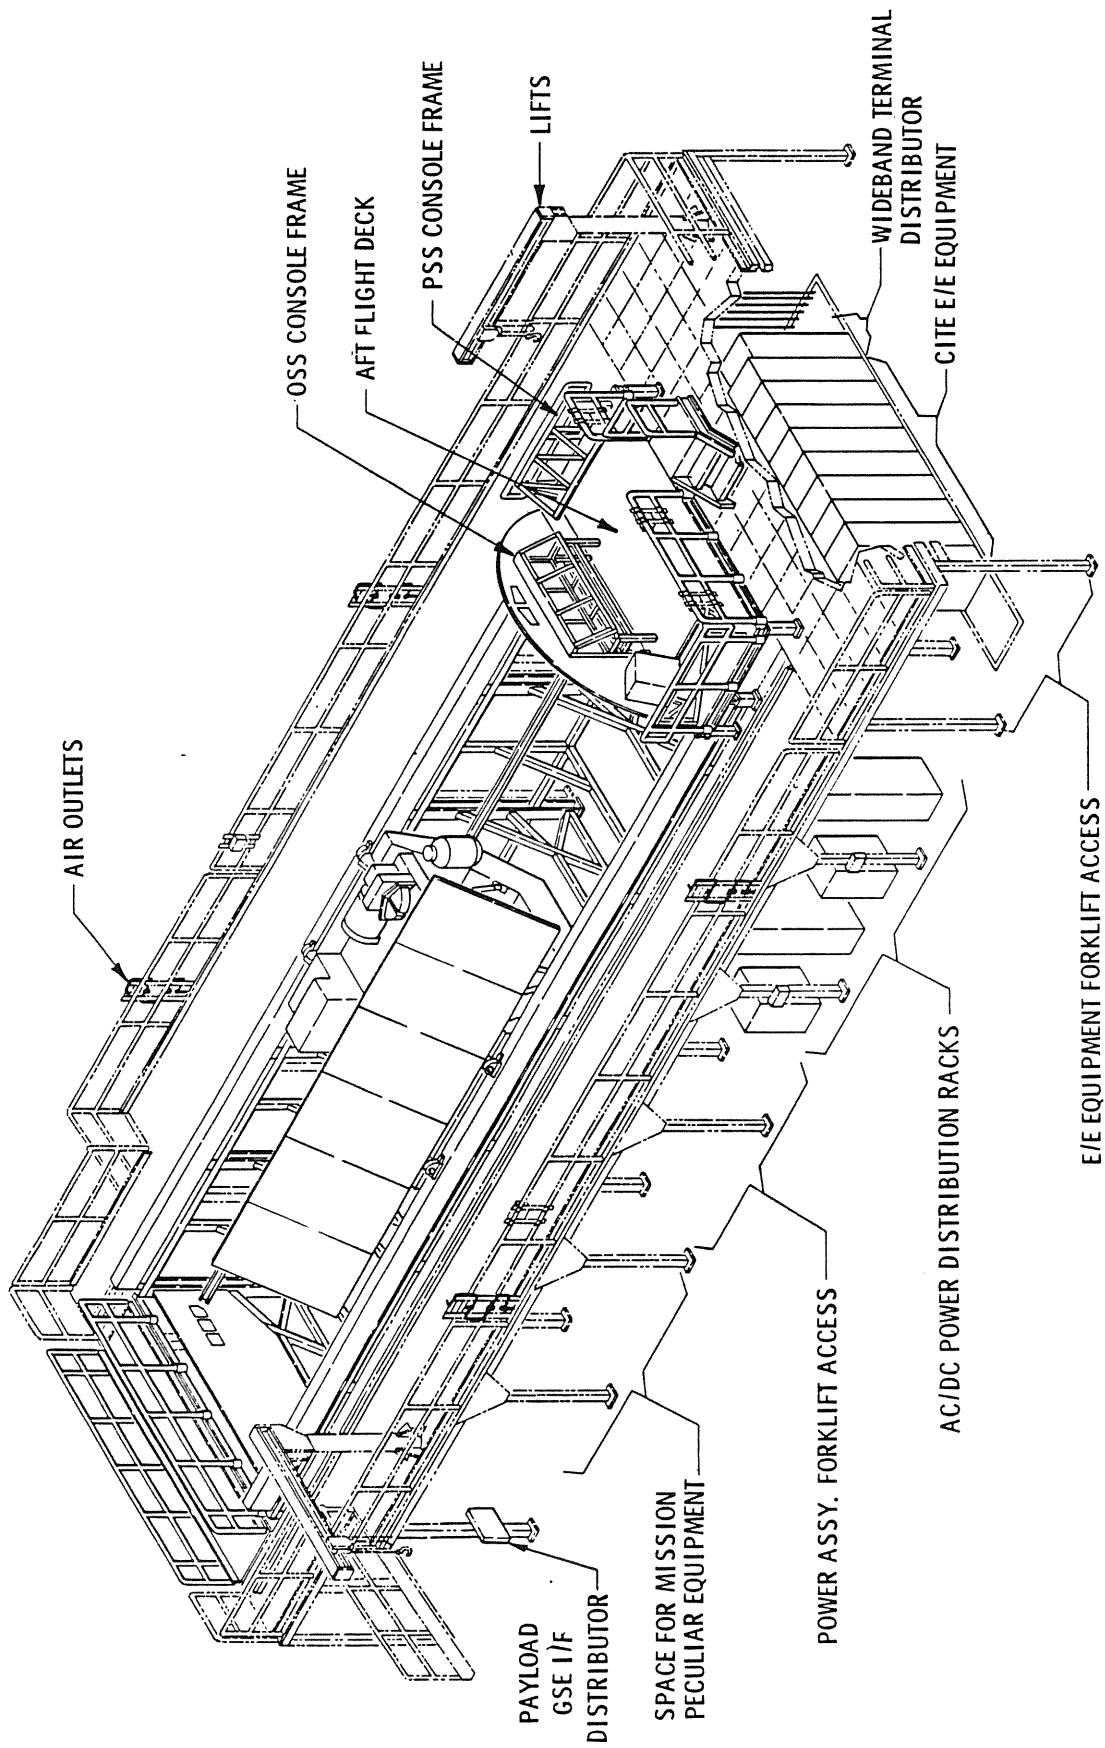 AIR OUTLETS
OSS CONSOLE FRAME
AFT FLIGHT DECK
PSS CONSOLE FRAME
LIFTS
WIDEBAND TERMINAL
DISTRIBUTOR
CITE E/E EQUIPMENT
PAYLOAD
GSE I/F
DISTRIBUTOR
SPACE FOR MISSION
PECULIAR EQUIPMENT
POWER ASSY. FORKLIFT ACCESS
AC/DC POWER DISTRIBUTION RACKS
E/E EQUIPMENT FORKLIFT ACCESS